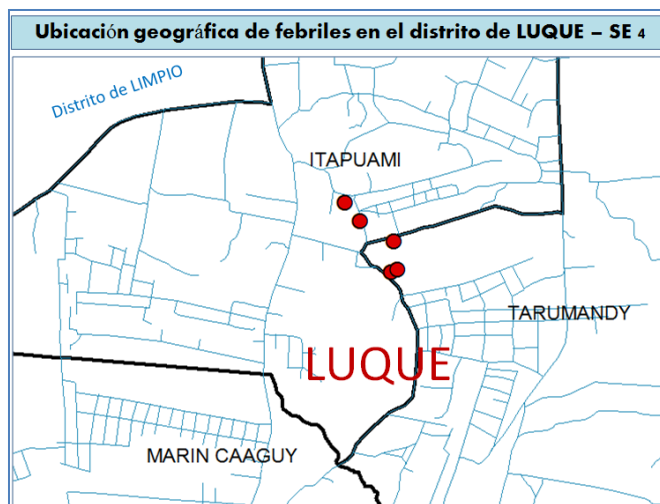 Ubicación geográfica de febriles en el distrito de LUQUE – SE 4
Distrito de LIMPIO
ITAPUAMI
TARUMANDY
LUQUE
MARIN CAAGUY